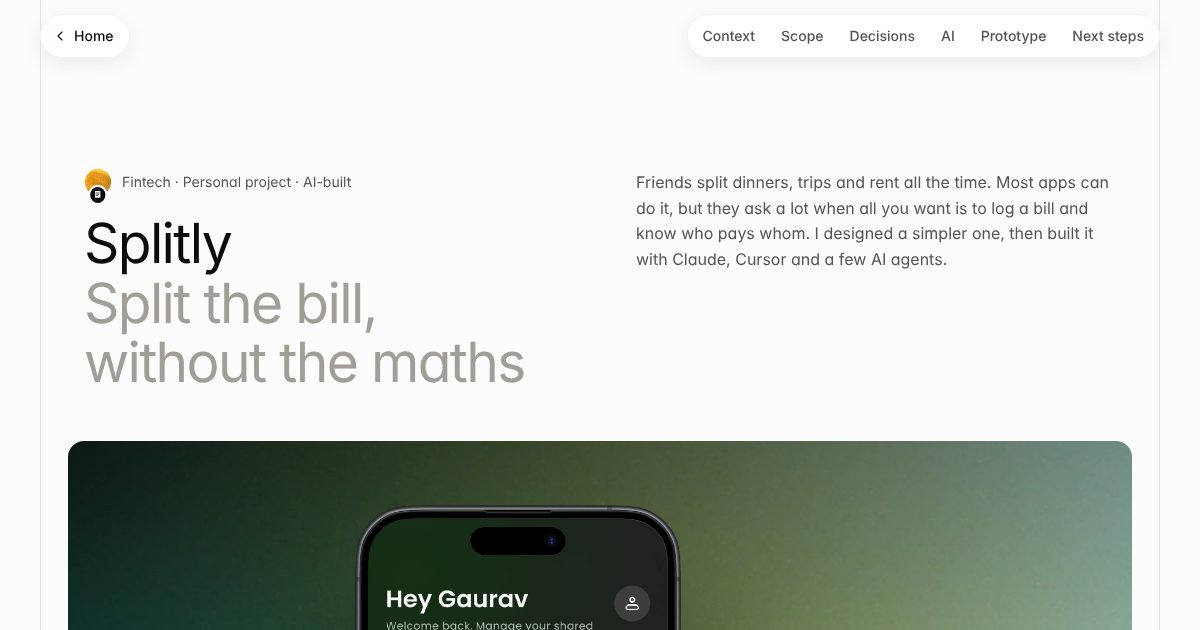 Home
Context
Scope
Decisions
AI
Prototype
Next steps
Fintech · Personal project · AI-built
Splitly
Split the bill,
without the maths
Friends split dinners, trips and rent all the time. Most apps can
do it, but they ask a lot when all you want is to log a bill and
know who pays whom. I designed a simpler one, then built it
with Claude, Cursor and a few AI agents.
Hey Gaurav
Welcome back. Manage your shared